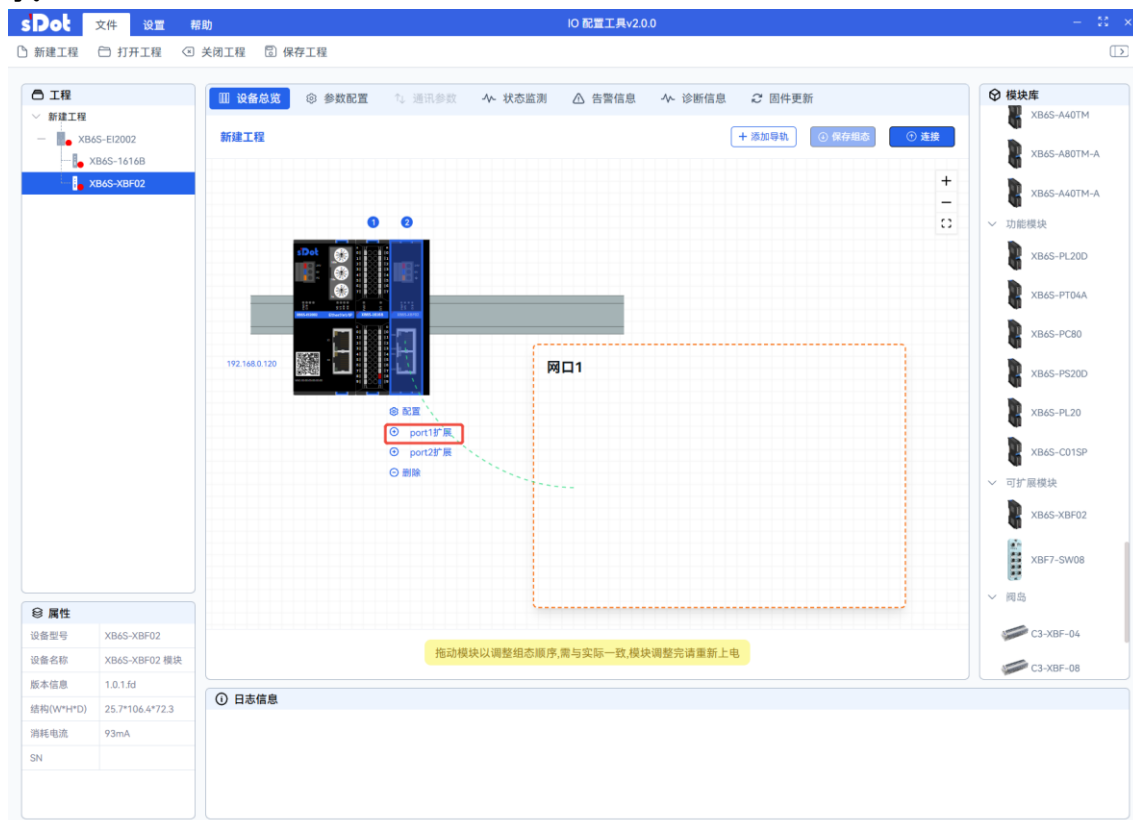 sDot 文件 设置 帮助 IO 配置工具v2.0.0
新建工程 打开工程 关闭工程 保存工程
工程
新建工程
XB6S-EI2002
XB6S-1616B
XB6S-XBF02
设备总览 参数配置 通讯参数 状态监测 告警信息 诊断信息 固件更新
新建工程 添加导轨 保存组态 连接
1 2
sDot
192.168.0.120
网口1
配置
port1扩展
port2扩展
删除
拖动模块以调整组态顺序,需与实际一致,模块调整完请重新上电
模块库
XB6S-A40TM
XB6S-A80TM-A
XB6S-A40TM-A
功能模块
XB6S-PL20D
XB6S-PT04A
XB6S-PC80
XB6S-PS20D
XB6S-PL20
XB6S-C01SP
可扩展模块
XB6S-XBF02
XBF7-SW08
阀岛
C3-XBF-04
C3-XBF-08
属性
设备型号 XB6S-XBF02
设备名称 XB6S-XBF02 模块
版本信息 1.0.1.fd
结构(W*H*D) 25.7*106.4*72.3
消耗电流 93mA
SN
日志信息